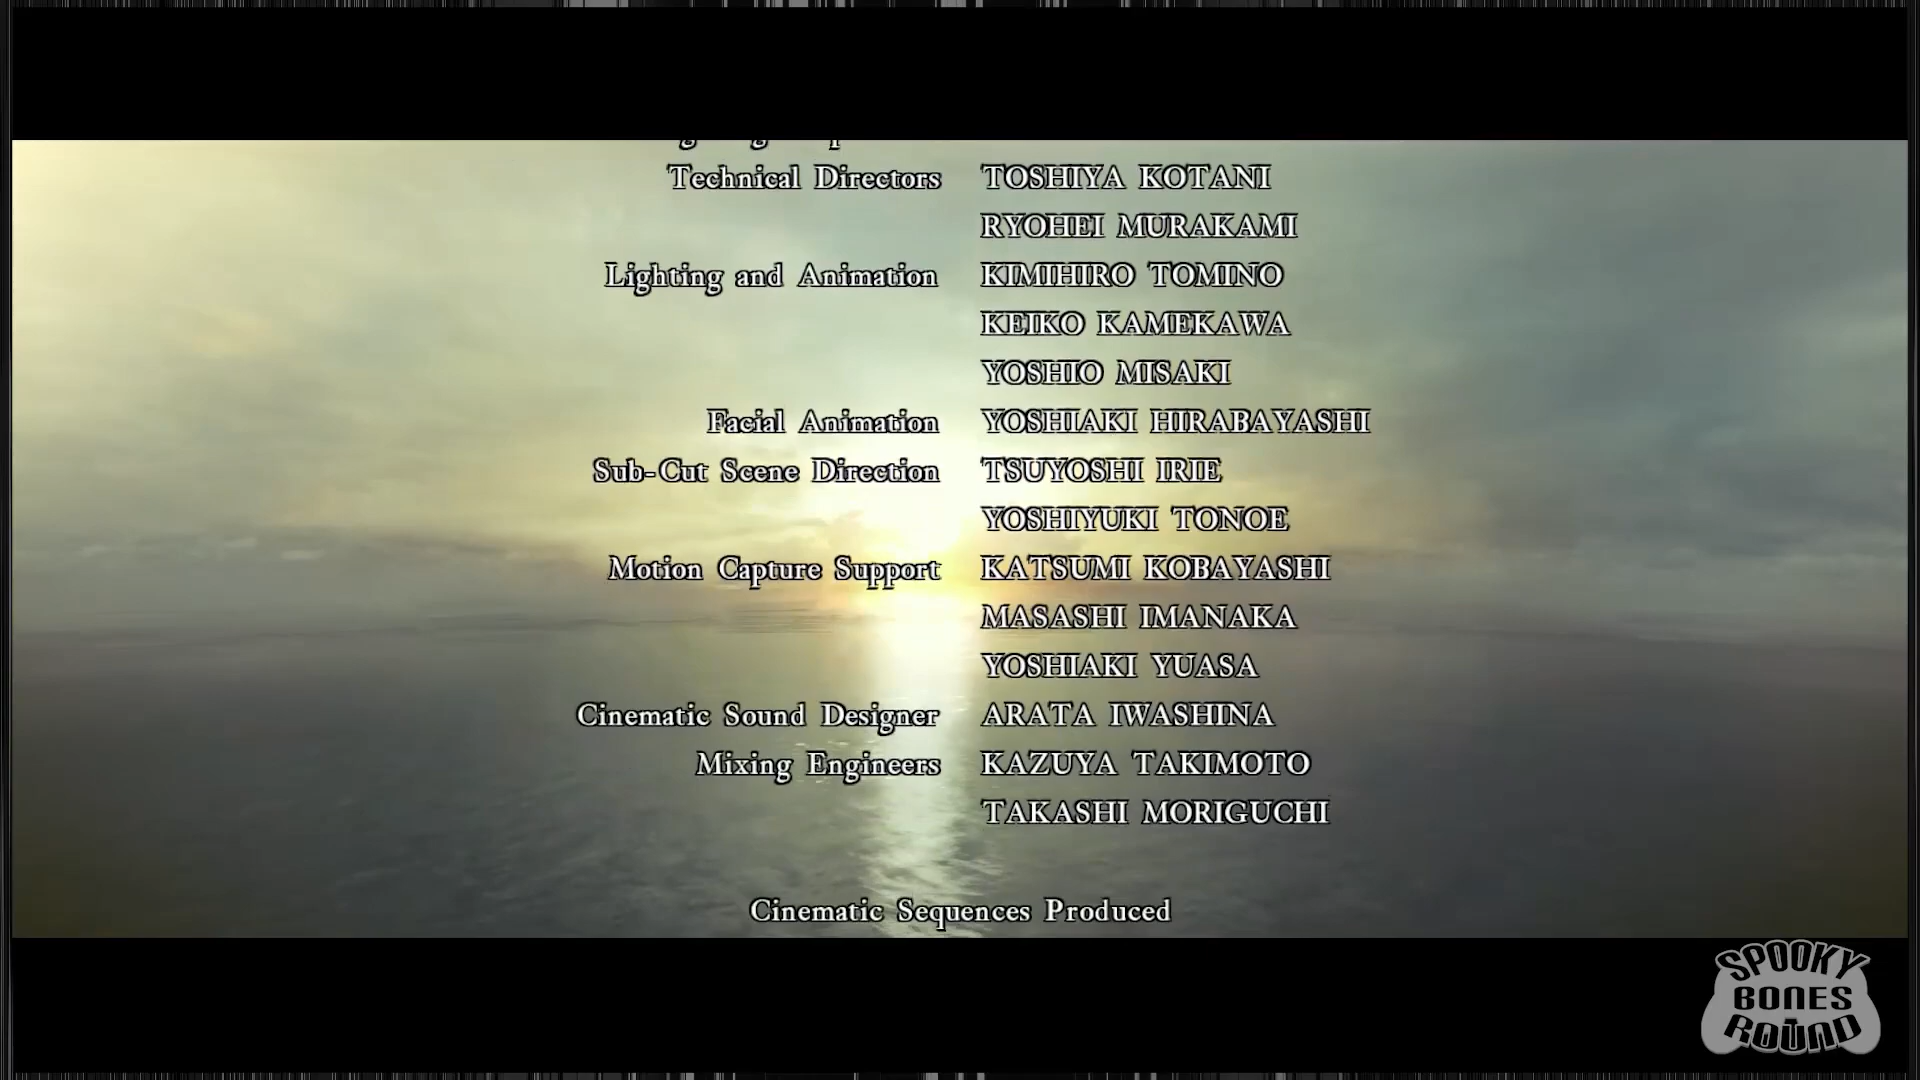 Technical Directors TOSHIYA KOTANI
RYOHEI MURAKAMI
Lighting and Animation KIMIHIRO TOMINO
KEIKO KAMEKAWA
YOSHIO MISAKI
Facial Animation YOSHIAKI HIRABAYASHI
Sub-Cut Scene Direction TSUYOSHI IRIE
YOSHIYUKI TONOE
Motion Capture Support KATSUMI KOBAYASHI
MASASHI IMANAKA
YOSHIAKI YUASA
Cinematic Sound Designer ARATA IWASHINA
Mixing Engineers KAZUYA TAKIMOTO
TAKASHI MORIGUCHI
Cinematic Sequences Produced
SPOOKY
BONES
ROUND